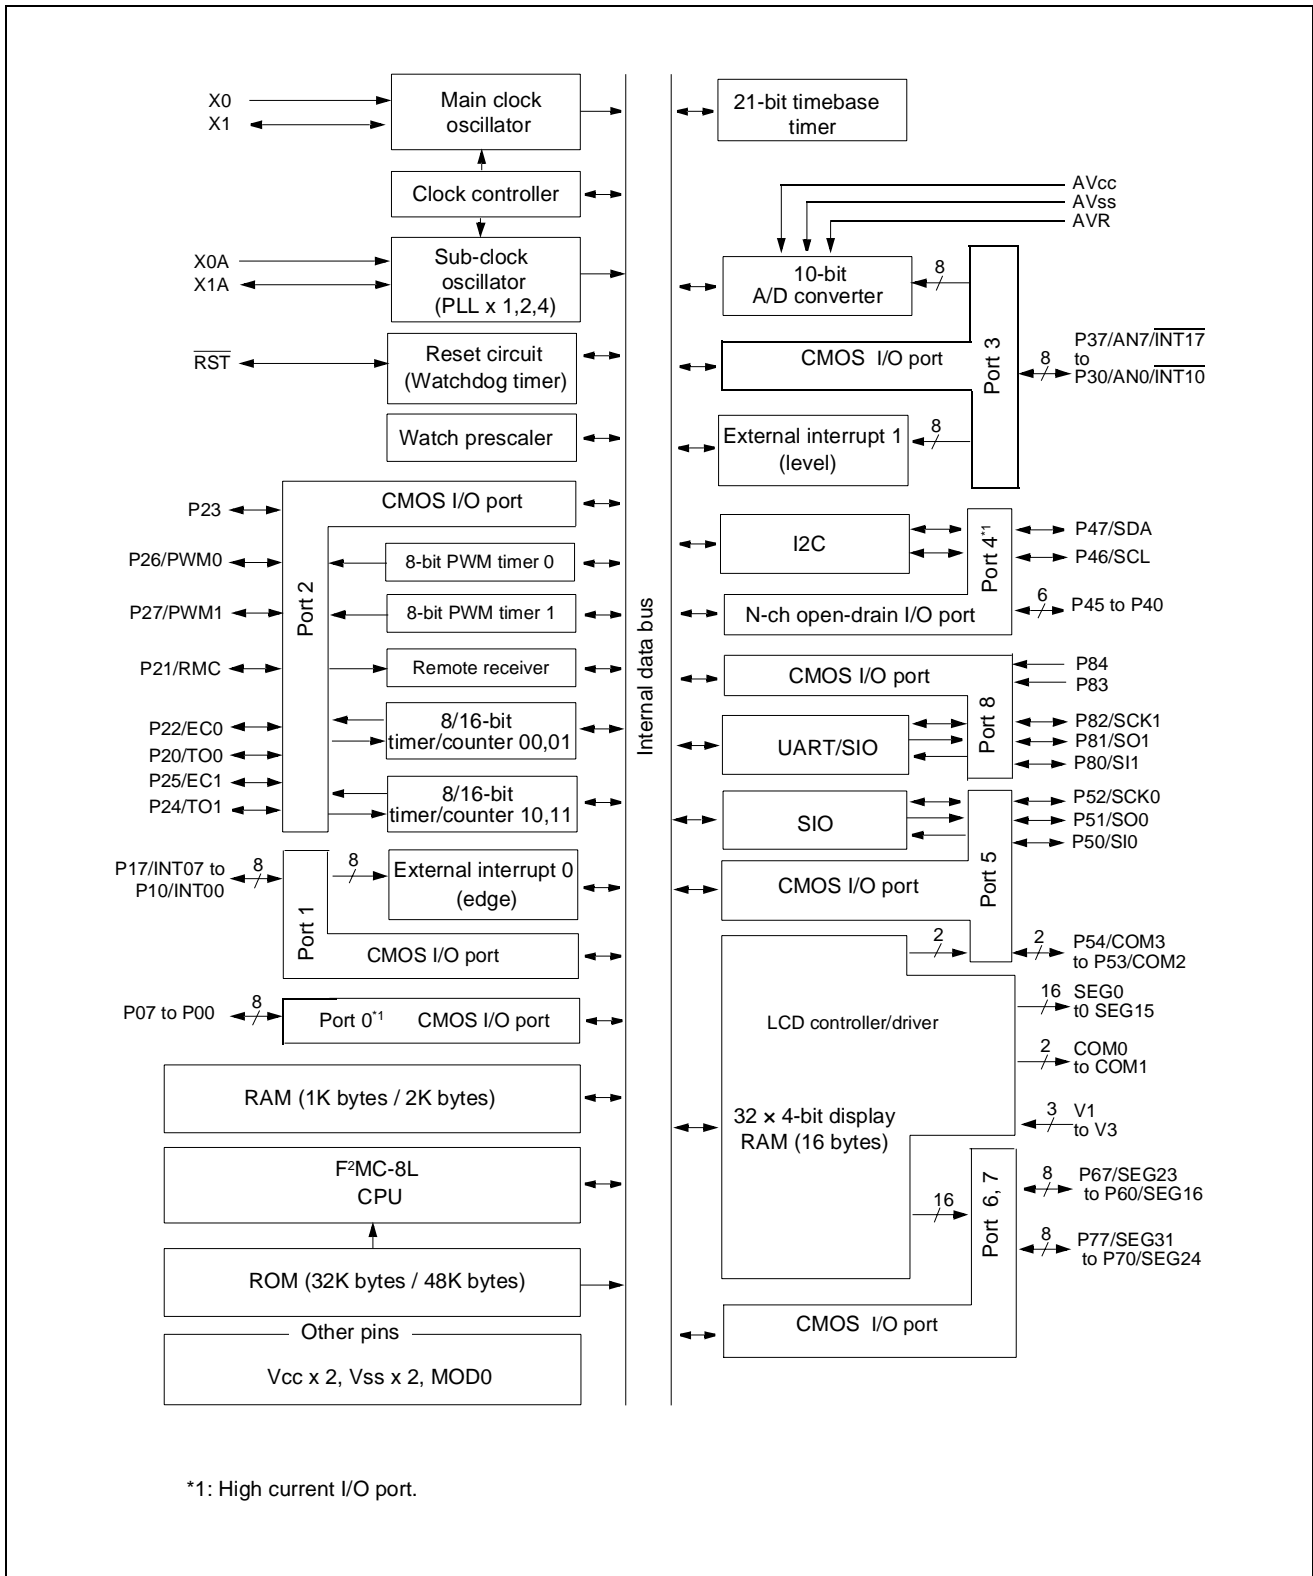 X0
X1
Main clock
oscillator
Clock controller
X0A
X1A
Sub-clock
oscillator
(PLL x 1,2,4)
RST
Reset circuit
(Watchdog timer)
Watch prescaler
P23
CMOS I/O port
P26/PWM0
8-bit PWM timer 0
P27/PWM1
8-bit PWM timer 1
Port 2
P21/RMC
Remote receiver
P22/EC0
P20/TO0
8/16-bit
timer/counter 00,01
P25/EC1
P24/TO1
8/16-bit
timer/counter 10,11
P17/INT07 to
P10/INT00
8
8
External interrupt 0
(edge)
Port 1
CMOS I/O port
P07 to P00
8
Port 0*1 CMOS I/O port
RAM (1K bytes / 2K bytes)
F²MC-8L
CPU
ROM (32K bytes / 48K bytes)
Other pins
Vcc x 2, Vss x 2, MOD0
Internal data bus
21-bit timebase
timer
AVcc
AVss
AVR
10-bit
A/D converter
8
CMOS I/O port
Port 3
8
P37/AN7/INT17
to
P30/AN0/INT10
External interrupt 1
(level)
8
I2C
Port 4*1
P47/SDA
P46/SCL
N-ch open-drain I/O port
6
P45 to P40
CMOS I/O port
P84
P83
Port 8
UART/SIO
P82/SCK1
P81/SO1
P80/SI1
SIO
P52/SCK0
P51/SO0
P50/SI0
Port 5
CMOS I/O port
2
2
P54/COM3
to P53/COM2
LCD controller/driver
16
SEG0
t0 SEG15
2
COM0
to COM1
3
V1
to V3
32 × 4-bit display
RAM (16 bytes)
16
Port 6, 7
8
P67/SEG23
to P60/SEG16
8
P77/SEG31
to P70/SEG24
CMOS I/O port
*1: High current I/O port.